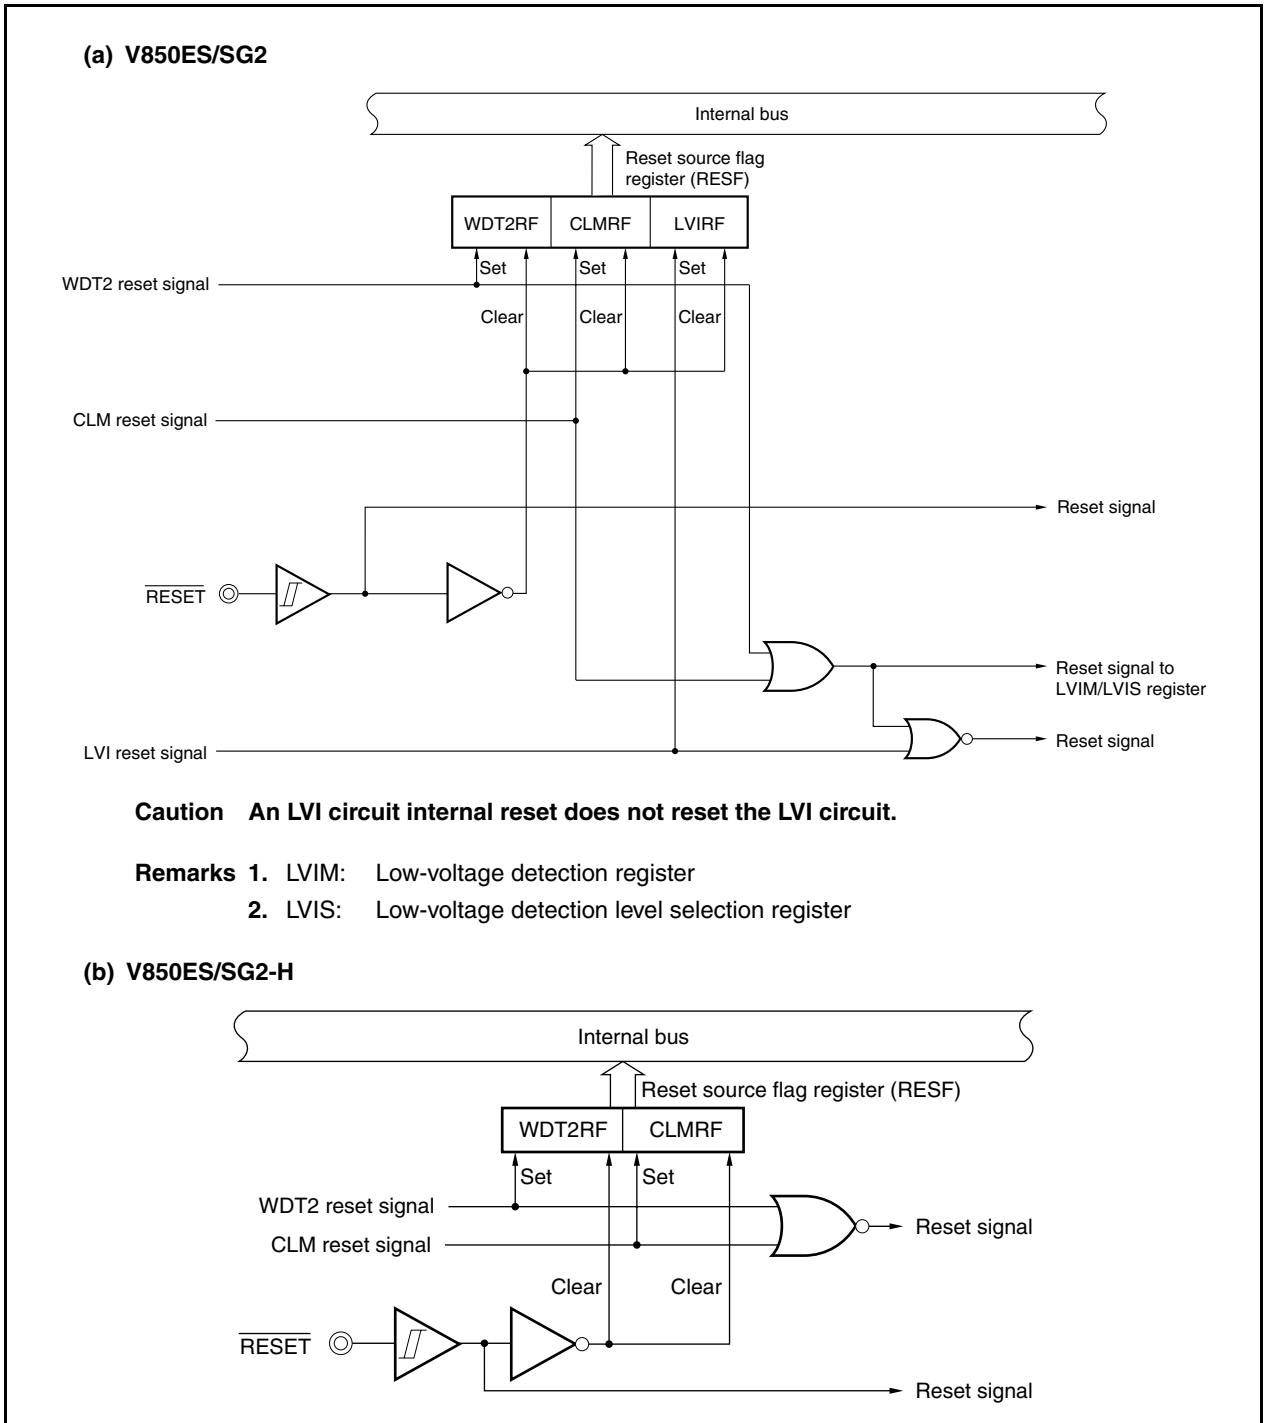 (a) V850ES/SG2
Internal bus
Reset source flag
register (RESF)
WDT2RF CLMRF LVIRF
Set Set Set
WDT2 reset signal
Clear Clear Clear
CLM reset signal
Reset signal
RESET
Reset signal to
LVIM/LVIS register
Reset signal
LVI reset signal
Caution An LVI circuit internal reset does not reset the LVI circuit.
Remarks 1. LVIM: Low-voltage detection register
2. LVIS: Low-voltage detection level selection register
(b) V850ES/SG2-H
Internal bus
Reset source flag register (RESF)
WDT2RF CLMRF
Set Set
WDT2 reset signal
Reset signal
CLM reset signal
Clear Clear
RESET
Reset signal